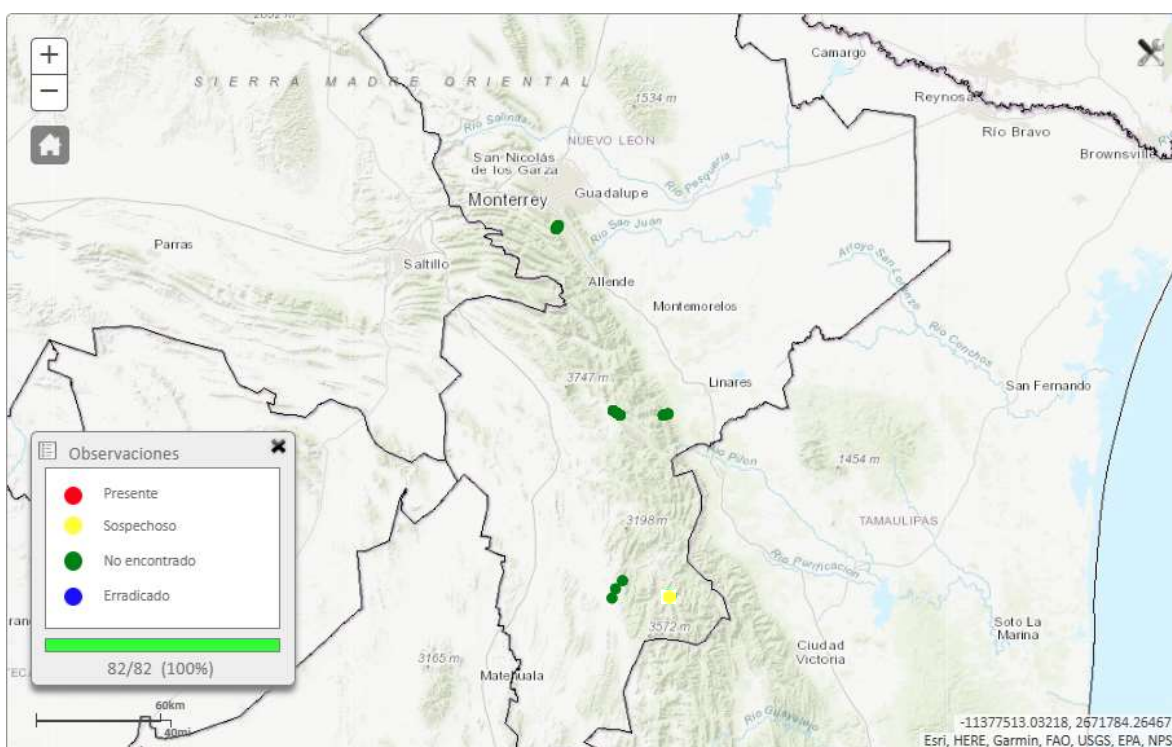 2032 m
+
−
SIERRA MADRE ORIENTAL
Camargo
1534 m
Reynosa
Río Bravo
Río Salinas
NUEVO LEON
Brownsville
San Nicolás
de los Garza
Río Pesquería
Guadalupe
Monterrey
Río San Juan
Parras
Saltillo
Allende
Arroyo San Lorenzo
Montemorelos
Río Conchos
3747 m
Linares
San Fernando
Río Pilon
1454 m
Observaciones
Presente
Sospechoso
No encontrado
Erradicado
82/82 (100%)
3198 m
TAMAULIPAS
Río Purificacion
3572 m
Soto La
Marina
Ciudad
Victoria
3165 m
Matehuala
Río Guayalejo
60km
40mi
-11377513.03218, 2671784.26467
Esri, HERE, Garmin, FAO, USGS, EPA, NPS